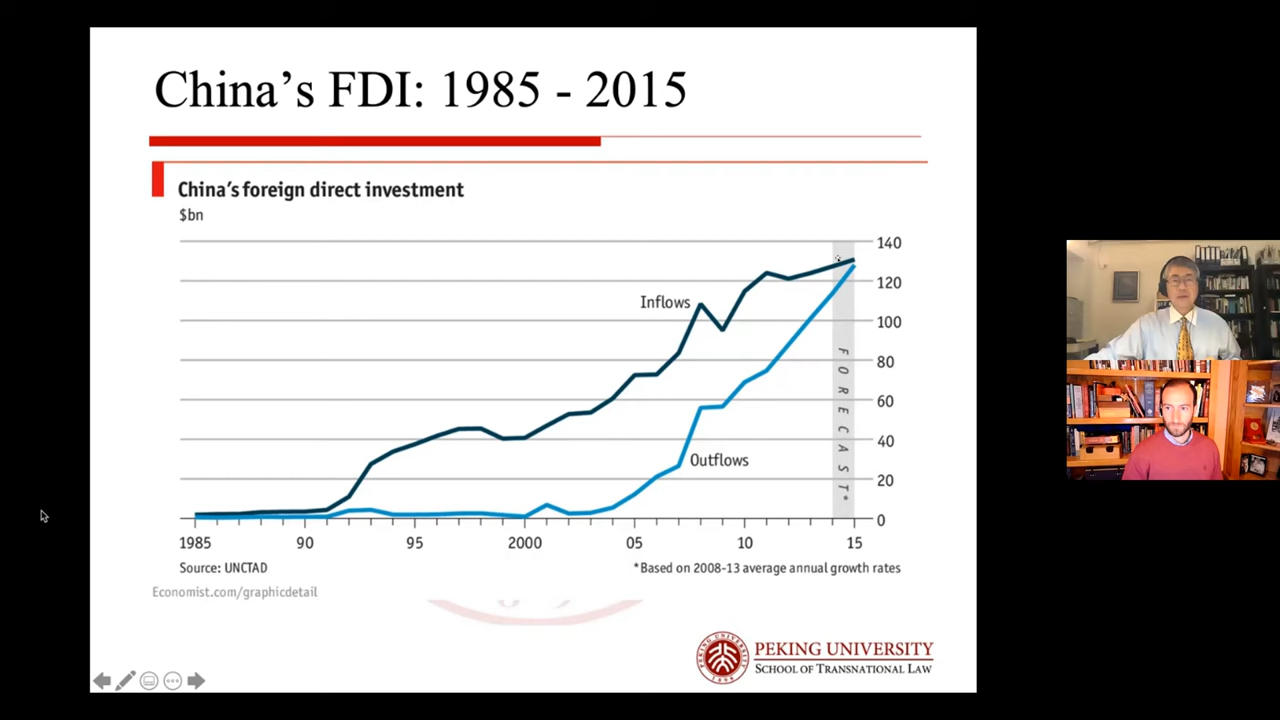 China's FDI: 1985 - 2015
China's foreign direct investment
$bn
140
120
100
80
60
40
20
0
Inflows
Outflows
FORECAST*
1985 90 95 2000 05 10 15
Source: UNCTAD
*Based on 2008-13 average annual growth rates
Economist.com/graphicdetail
PEKING UNIVERSITY
SCHOOL OF TRANSNATIONAL LAW